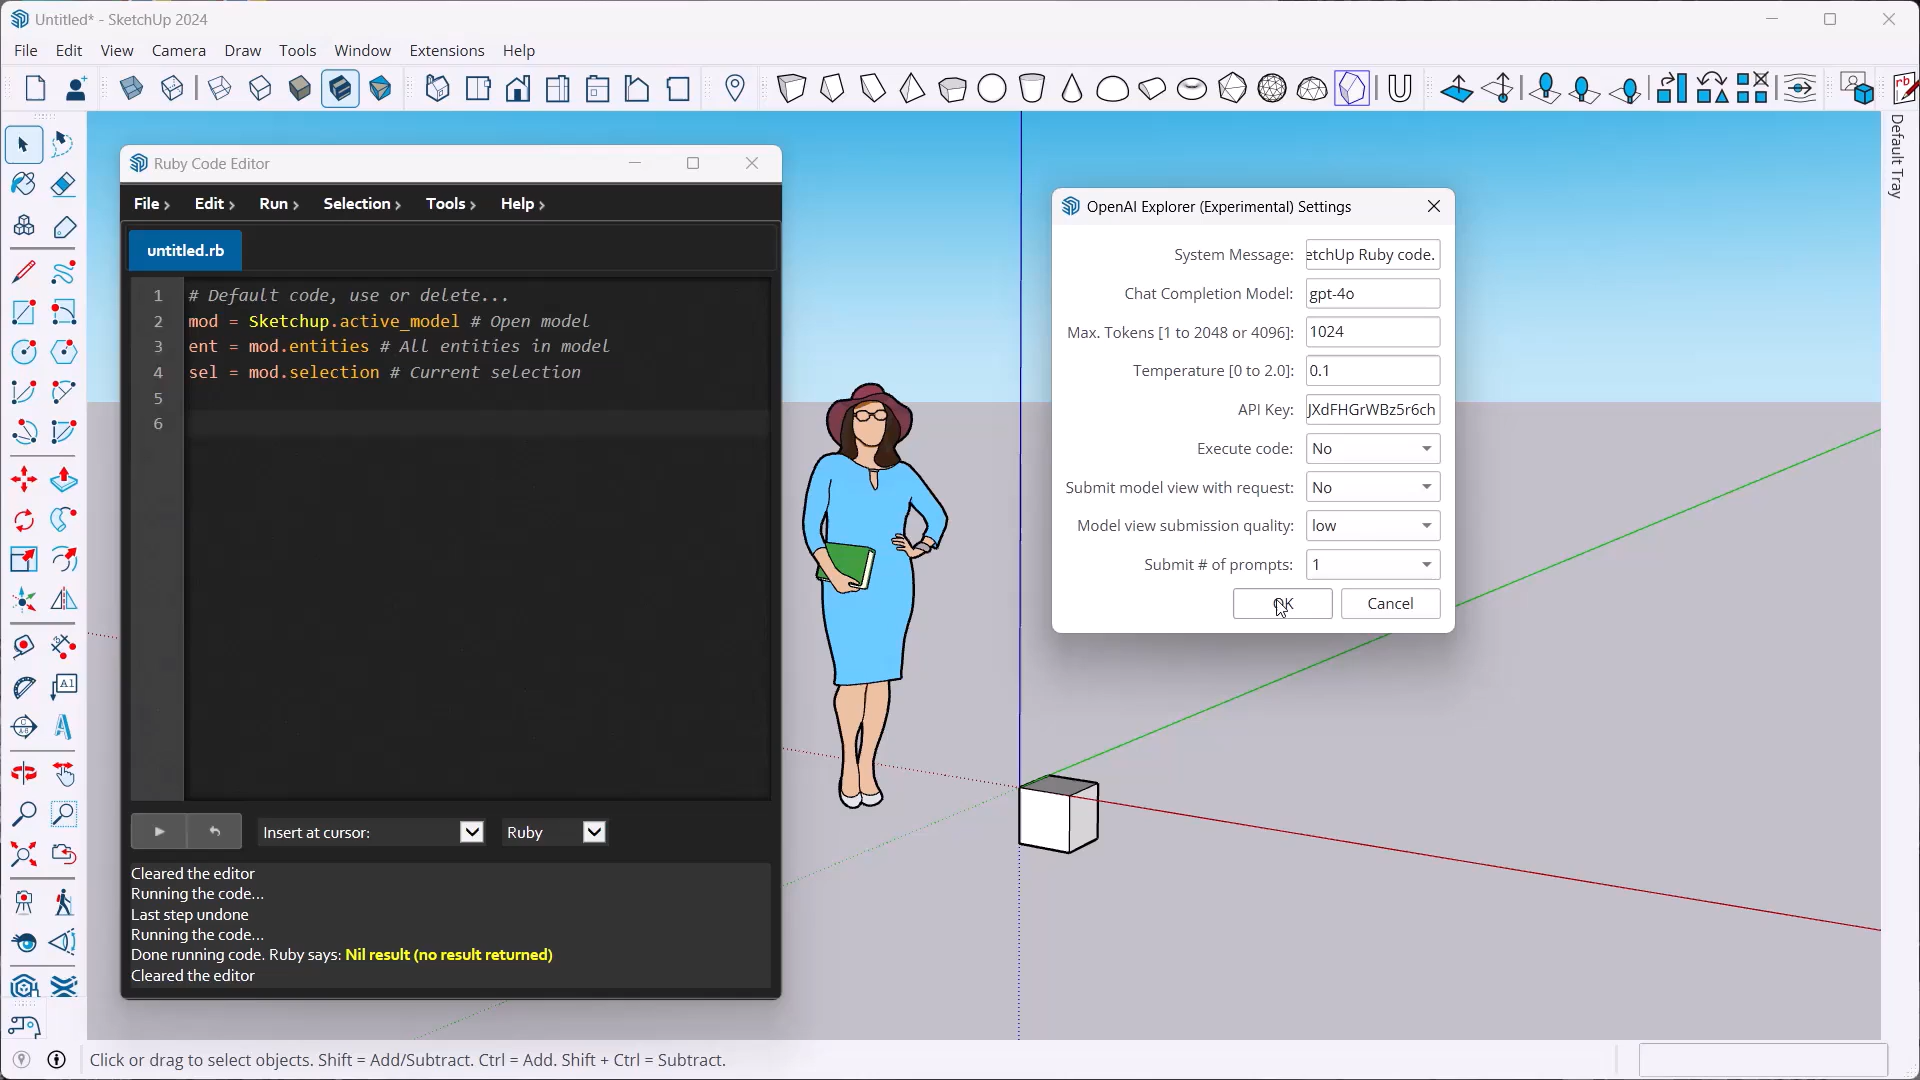 Untitled* - SketchUp 2024
File Edit View Camera Draw Tools Window Extensions Help
Default Tray
Ruby Code Editor
File Edit Run Selection Tools Help
untitled.rb
1 # Default code, use or delete...
2 mod = Sketchup.active_model # Open model
3 ent = mod.entities # All entities in model
4 sel = mod.selection # Current selection
5
6
Insert at cursor: Ruby
Cleared the editor
Running the code...
Last step undone
Running the code...
Done running code. Ruby says: Nil result (no result returned)
Cleared the editor
OpenAI Explorer (Experimental) Settings
System Message: etchUp Ruby code.
Chat Completion Model: gpt-4o
Max. Tokens [1 to 2048 or 4096]: 1024
Temperature [0 to 2.0]: 0.1
API Key: JXdFHGrWBz5r6ch
Execute code: No
Submit model view with request: No
Model view submission quality: low
Submit # of prompts: 1
OK Cancel
Click or drag to select objects. Shift = Add/Subtract. Ctrl = Add. Shift + Ctrl = Subtract.